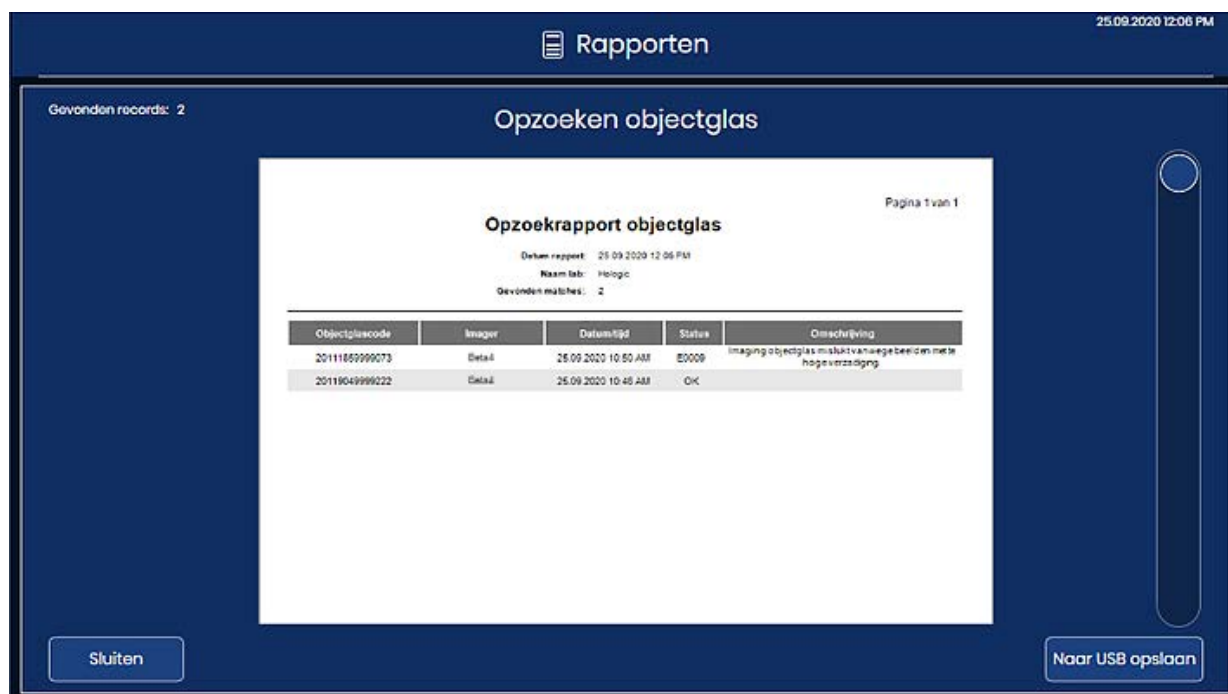 25.09.2020 12:06 PM
Rapporten
Gevonden records: 2
Opzoeken objectglas
Pagina 1 van 1
Opzoekrapport objectglas
Datum rapport: 25.09.2020 12:06 PM
Naam lab: Hologic
Gevonden matches: 2
Objectglascode Imager Datum/tijd Status Omschrijving
20111859999073 Beta4 25.09.2020 10:50 AM E0009 Imaging objectglas mislukt vanwege beelden met te
hoge verzadiging.
20119049999222 Beta4 25.09.2020 10:46 AM OK
Sluiten
Naar USB opslaan